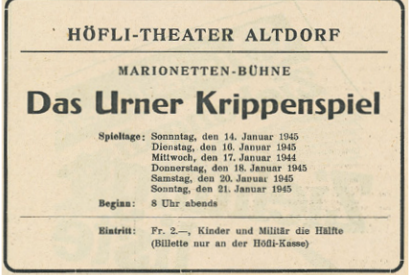 HÖFLI-THEATER ALTDORF
MARIONETTEN-BÜHNE
Das Urner Krippenspiel
Spieltage: Sonntag, den 14. Januar 1945
Dienstag, den 16. Januar 1945
Mittwoch, den 17. Januar 1944
Donnerstag, den 18. Januar 1945
Samstag, den 20. Januar 1945
Sonntag, den 21. Januar 1945
Beginn: 8 Uhr abends
Eintritt: Fr. 2.—, Kinder und Militär die Hälfte
(Billette nur an der Höfli-Kasse)